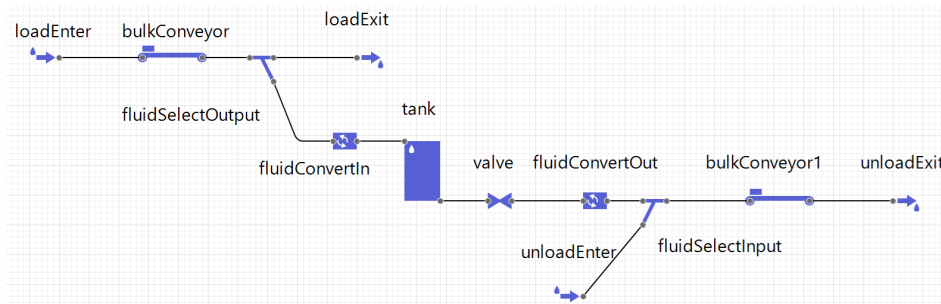 loadEnter
bulkConveyor
loadExit
fluidSelectOutput
tank
fluidConvertIn
valve
fluidConvertOut
bulkConveyor1
unloadExit
unloadEnter
fluidSelectInput